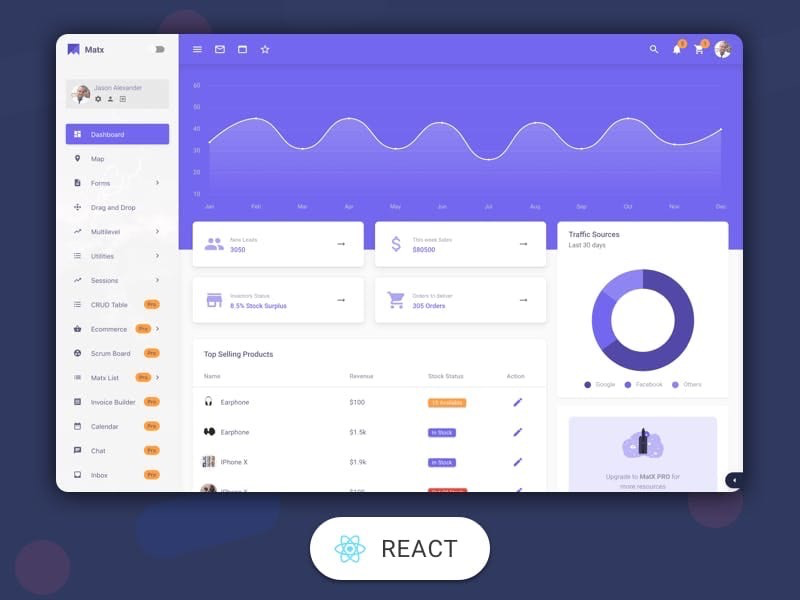 Matx
Jason Alexander
Dashboard
Map
Forms
Drag and Drop
Multilevel
Utilities
Sessions
CRUD Table Pro
Ecommerce Pro
Scrum Board Pro
Matx List Pro
Invoice Builder Pro
Calendar Pro
Chat Pro
Inbox Pro
60
50
40
30
20
10
Jan Feb Mar Apr May Jun Jul Aug Sep Oct Nov Dec
New Leads
3050
This week Sales
$80500
Inventory Status
8.5% Stock Surplus
Orders to deliver
305 Orders
Traffic Sources
Last 30 days
Google Facebook Others
Top Selling Products
Name Revenue Stock Status Action
Earphone $100 15 Available
Earphone $1.5k In Stock
IPhone X $1.9k In Stock
IPhone X $100
Upgrade to MatX PRO for
more resources
REACT